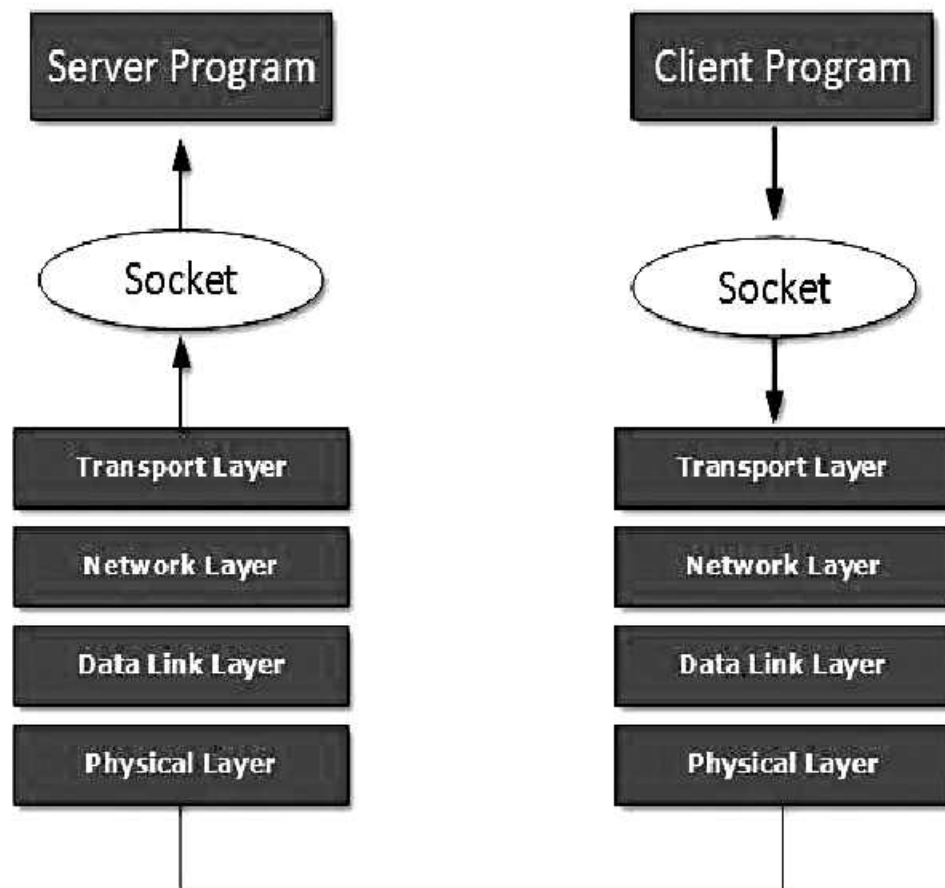 Server Program
Client Program
Socket
Socket
Transport Layer
Transport Layer
Network Layer
Network Layer
Data Link Layer
Data Link Layer
Physical Layer
Physical Layer